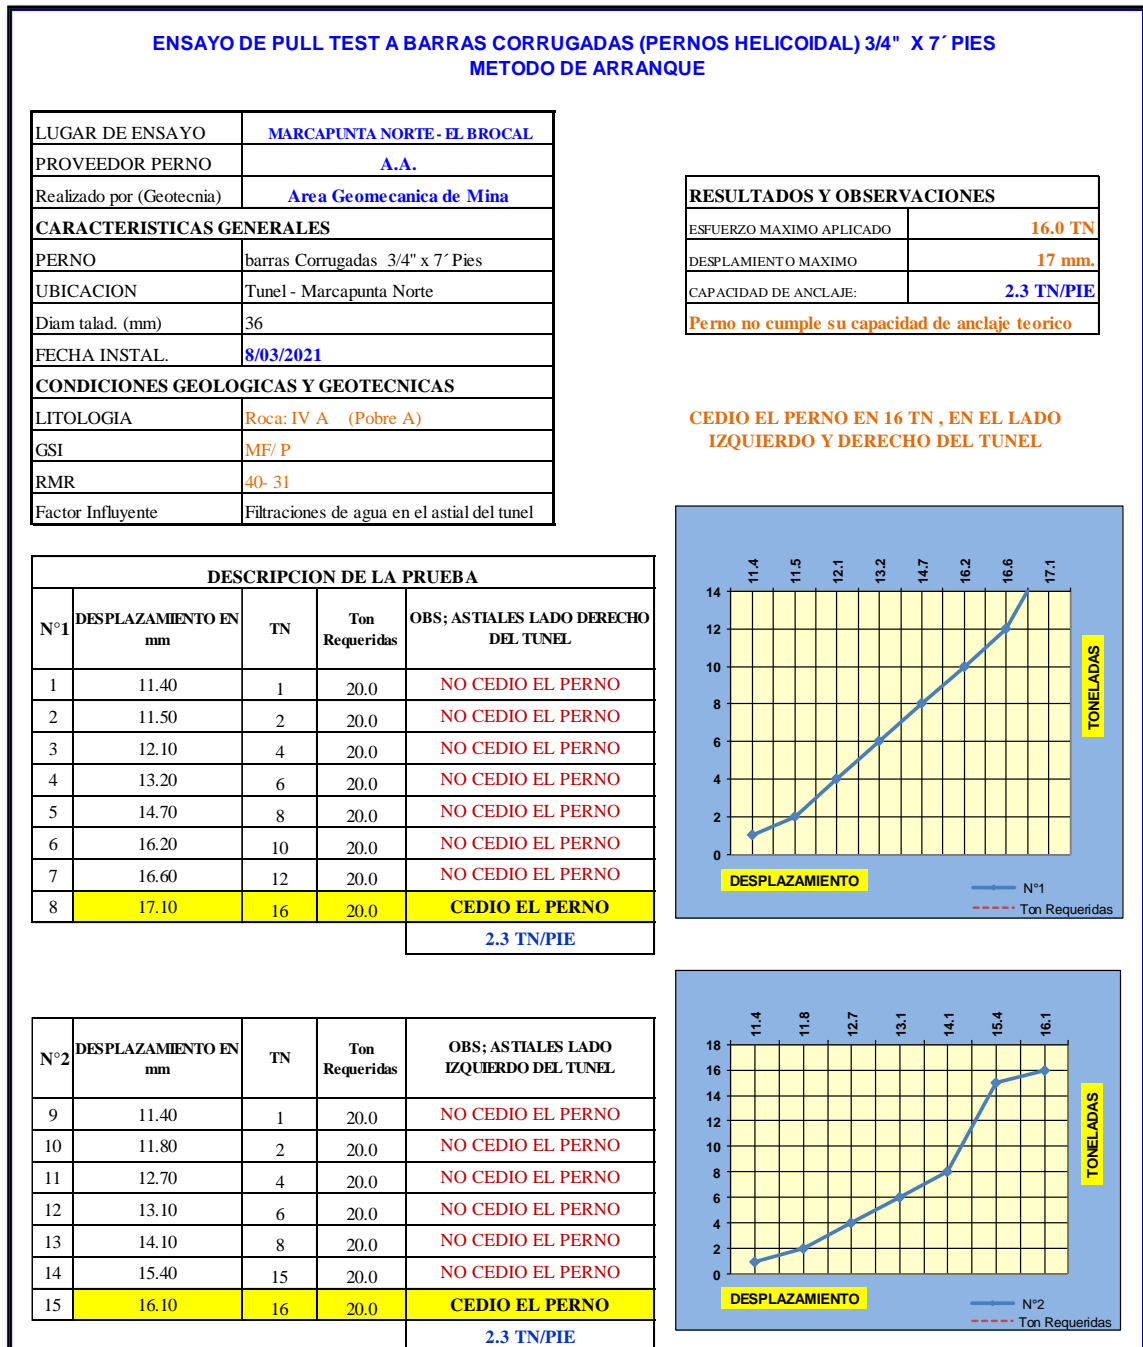 ENSAYO DE PULL TEST A BARRAS CORRUGADAS (PERNOS HELICOIDAL) 3/4" X 7´ PIES
METODO DE ARRANQUE
LUGAR DE ENSAYO MARCAPUNTA NORTE - EL BROCAL
PROVEEDOR PERNO A.A.
Realizado por (Geotecnia) Area Geomecanica de Mina
CARACTERISTICAS GENERALES
PERNO barras Corrugadas 3/4" x 7´ Pies
UBICACION Tunel - Marcapunta Norte
Diam talad. (mm) 36
FECHA INSTAL. 8/03/2021
CONDICIONES GEOLOGICAS Y GEOTECNICAS
LITOLOGIA Roca: IV A (Pobre A)
GSI MF/ P
RMR 40- 31
Factor Influyente Filtraciones de agua en el astial del tunel
RESULTADOS Y OBSERVACIONES
ESFUERZO MAXIMO APLICADO 16.0 TN
DESPLAMIENTO MAXIMO 17 mm.
CAPACIDAD DE ANCLAJE: 2.3 TN/PIE
Perno no cumple su capacidad de anclaje teorico
CEDIO EL PERNO EN 16 TN , EN EL LADO
IZQUIERDO Y DERECHO DEL TUNEL
DESCRIPCION DE LA PRUEBA
N°1 DESPLAZAMIENTO EN mm TN Ton Requeridas OBS; ASTIALES LADO DERECHO DEL TUNEL
1 11.40 1 20.0 NO CEDIO EL PERNO
2 11.50 2 20.0 NO CEDIO EL PERNO
3 12.10 4 20.0 NO CEDIO EL PERNO
4 13.20 6 20.0 NO CEDIO EL PERNO
5 14.70 8 20.0 NO CEDIO EL PERNO
6 16.20 10 20.0 NO CEDIO EL PERNO
7 16.60 12 20.0 NO CEDIO EL PERNO
8 17.10 16 20.0 CEDIO EL PERNO
2.3 TN/PIE
11.4 11.5 12.1 13.2 14.7 16.2 16.6 17.1
14
12
10
8
6
4
2
0
TONELADAS
DESPLAZAMIENTO
N°1
Ton Requeridas
N°2 DESPLAZAMIENTO EN mm TN Ton Requeridas OBS; ASTIALES LADO IZQUIERDO DEL TUNEL
9 11.40 1 20.0 NO CEDIO EL PERNO
10 11.80 2 20.0 NO CEDIO EL PERNO
11 12.70 4 20.0 NO CEDIO EL PERNO
12 13.10 6 20.0 NO CEDIO EL PERNO
13 14.10 8 20.0 NO CEDIO EL PERNO
14 15.40 15 20.0 NO CEDIO EL PERNO
15 16.10 16 20.0 CEDIO EL PERNO
2.3 TN/PIE
11.4 11.8 12.7 13.1 14.1 15.4 16.1
18
16
14
12
10
8
6
4
2
0
TONELADAS
DESPLAZAMIENTO
N°2
Ton Requeridas